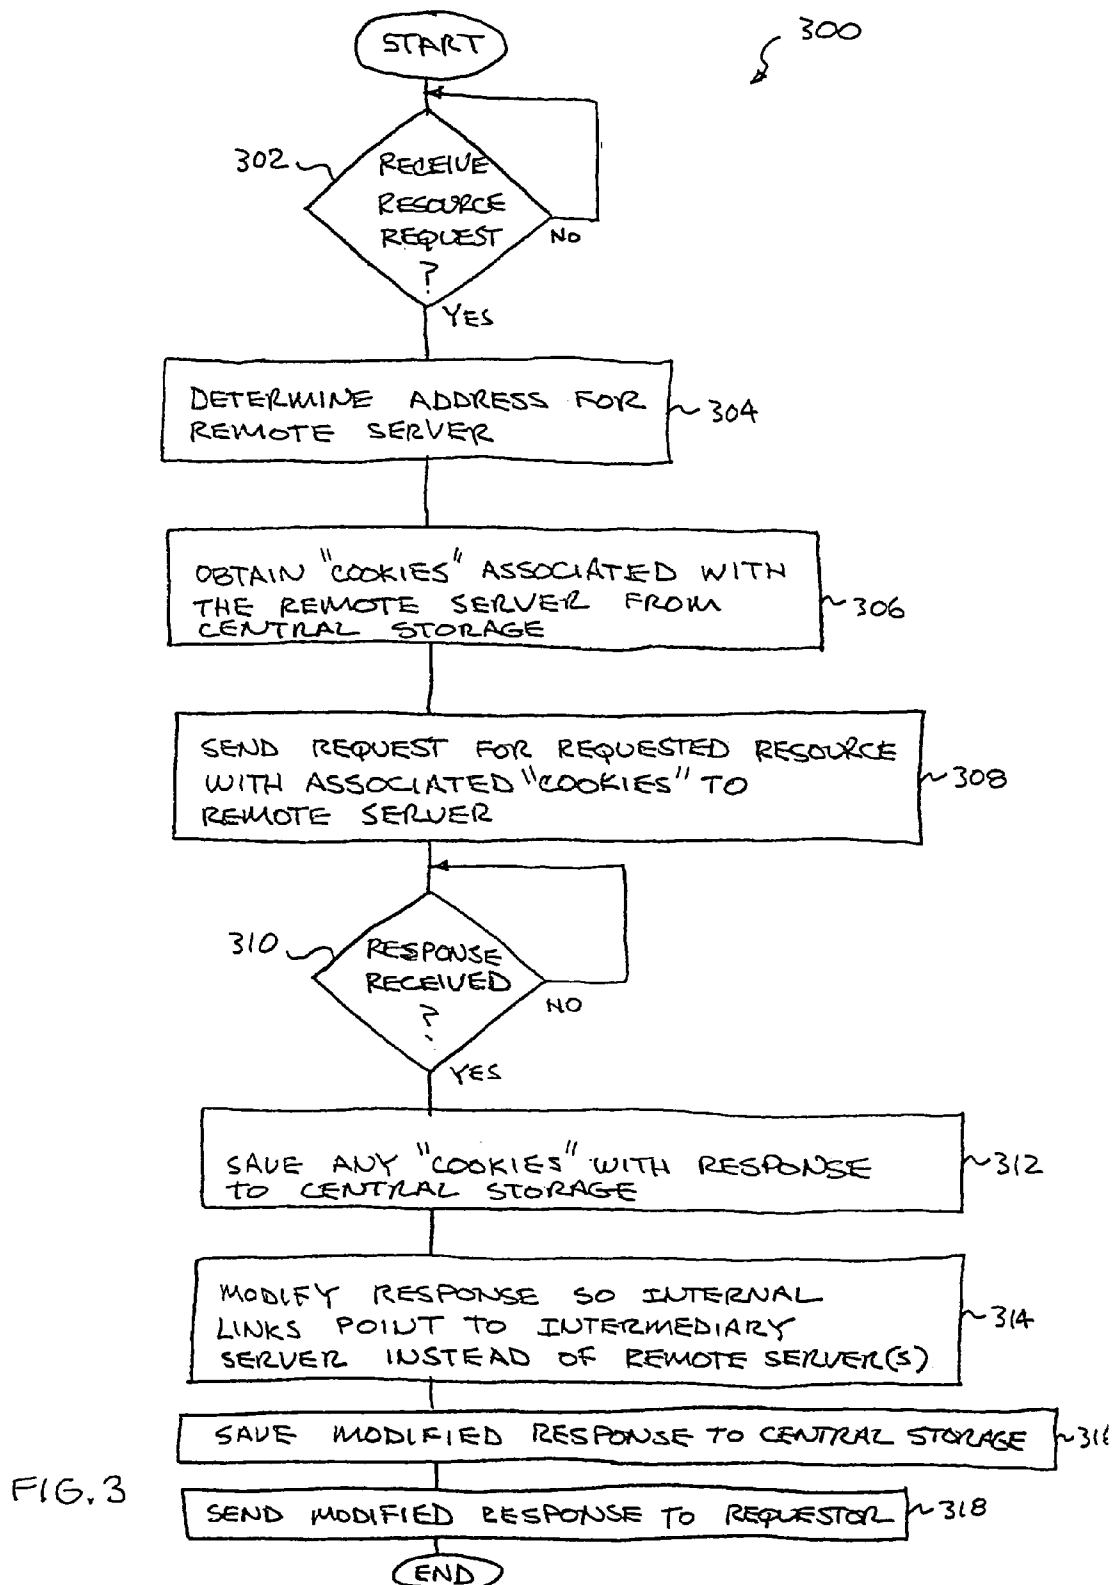 START
300
302
RECEIVE
RESOURCE
REQUEST
?
NO
YES
DETERMINE ADDRESS FOR
REMOTE SERVER
304
OBTAIN "COOKIES" ASSOCIATED WITH
THE REMOTE SERVER FROM
CENTRAL STORAGE
306
SEND REQUEST FOR REQUESTED RESOURCE
WITH ASSOCIATED "COOKIES" TO
REMOTE SERVER
308
310
RESPONSE
RECEIVED
?
NO
YES
SAVE ANY "COOKIES" WITH RESPONSE
TO CENTRAL STORAGE
312
MODIFY RESPONSE SO INTERNAL
LINKS POINT TO INTERMEDIARY
SERVER INSTEAD OF REMOTE SERVER(S)
314
SAVE MODIFIED RESPONSE TO CENTRAL STORAGE
316
FIG. 3
SEND MODIFIED RESPONSE TO REQUESTOR
318
END